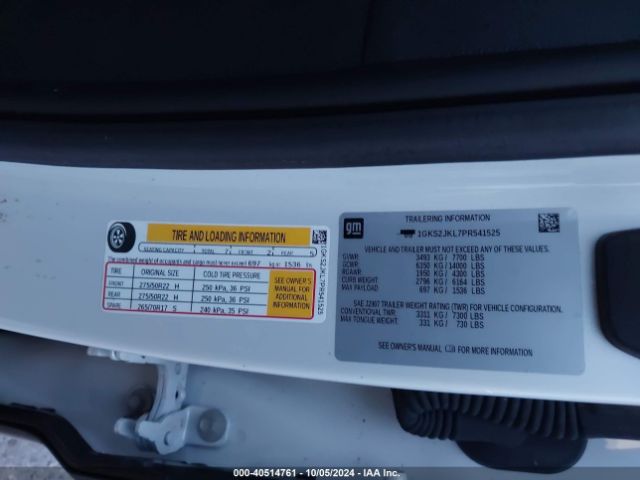 TIRE AND LOADING INFORMATION
SEATING CAPACITY TOTAL 7 FRONT 2 REAR 5
The combined weight of occupants and cargo should never exceed 697 kg 1536 lb
TIRE ORIGINAL SIZE COLD TIRE PRESSURE
FRONT 275/50R22 H 250 kPa, 36 PSI
REAR 275/50R22 H 250 kPa, 36 PSI
SPARE 265/70R17 S 240 kPa, 35 PSI
SEE OWNER'S
MANUAL FOR
ADDITIONAL
INFORMATION
1GKS2JKL7PR541525
gm
TRAILERING INFORMATION
1GKS2JKL7PR541525
VEHICLE AND TRAILER MUST NOT EXCEED ANY OF THESE RATINGS
GVWR 3493 KG / 7700 LBS
GCWR 6350 KG / 14000 LBS
RGAWR 1950 KG / 4300 LBS
CURB WEIGHT 2796 KG / 6164 LBS
MAX PAYLOAD 697 KG / 1536 LBS
SAE J2807 TRAILER WEIGHT RATING (TWR) FOR VEHICLE CONFIGURATION.
CONVENTIONAL TWR: 3311 KG / 7300 LBS
MAX TONGUE WEIGHT: 331 KG / 730 LBS
SEE OWNER'S MANUAL FOR MORE INFORMATION
000-40514761 - 10/05/2024 - IAA Inc.